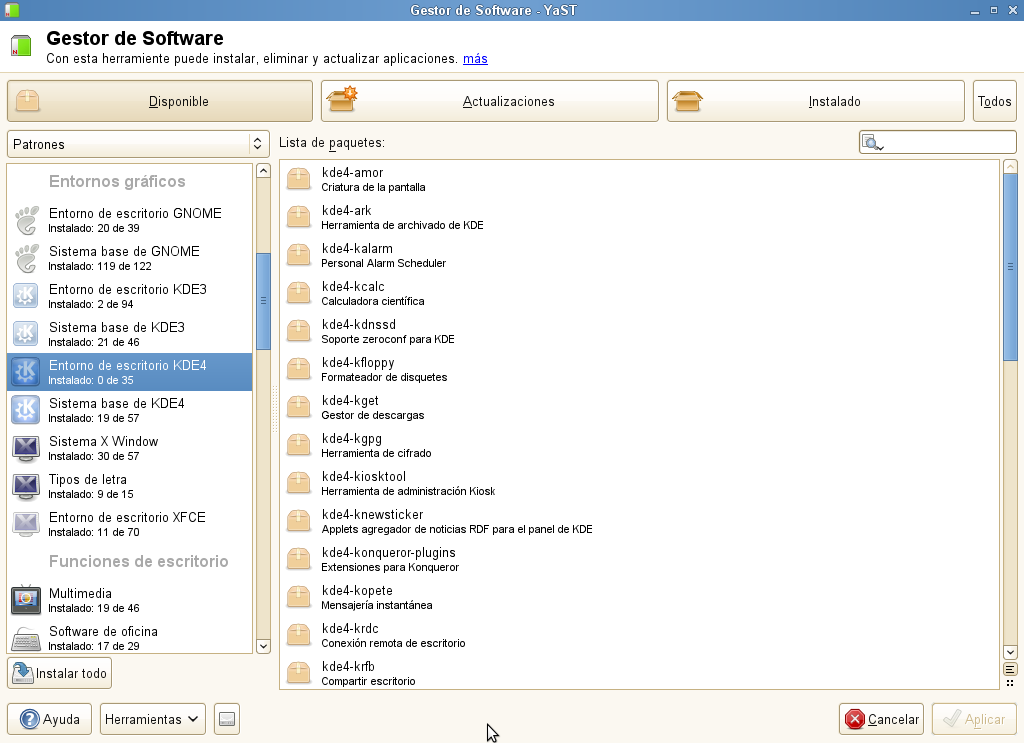 Gestor de Software - YaST
Gestor de Software
Con esta herramiente puede instalar, eliminar y actualizar aplicaciones. más
Disponible
Actualizaciones
Instalado
Todos
Patrones
Lista de paquetes:
Entornos gráficos
Entorno de escritorio GNOME
Instalado: 20 de 39
Sistema base de GNOME
Instalado: 119 de 122
Entorno de escritorio KDE3
Instalado: 2 de 94
Sistema base de KDE3
Instalado: 21 de 46
Entorno de escritorio KDE4
Instalado: 0 de 35
Sistema base de KDE4
Instalado: 19 de 57
Sistema X Window
Instalado: 30 de 57
Tipos de letra
Instalado: 9 de 15
Entorno de escritorio XFCE
Instalado: 11 de 70
Funciones de escritorio
Multimedia
Instalado: 19 de 46
Software de oficina
Instalado: 17 de 29
Instalar todo
kde4-amor
Criatura de la pantalla
kde4-ark
Herramienta de archivado de KDE
kde4-kalarm
Personal Alarm Scheduler
kde4-kcalc
Calculadora científica
kde4-kdnssd
Soporte zeroconf para KDE
kde4-kfloppy
Formateador de disquetes
kde4-kget
Gestor de descargas
kde4-kgpg
Herramienta de cifrado
kde4-kiosktool
Herramienta de administración Kiosk
kde4-knewsticker
Applets agregador de noticias RDF para el panel de KDE
kde4-konqueror-plugins
Extensiones para Konqueror
kde4-kopete
Mensajería instantánea
kde4-krdc
Conexión remota de escritorio
kde4-krfb
Compartir escritorio
Ayuda
Herramientas
Cancelar
Aplicar